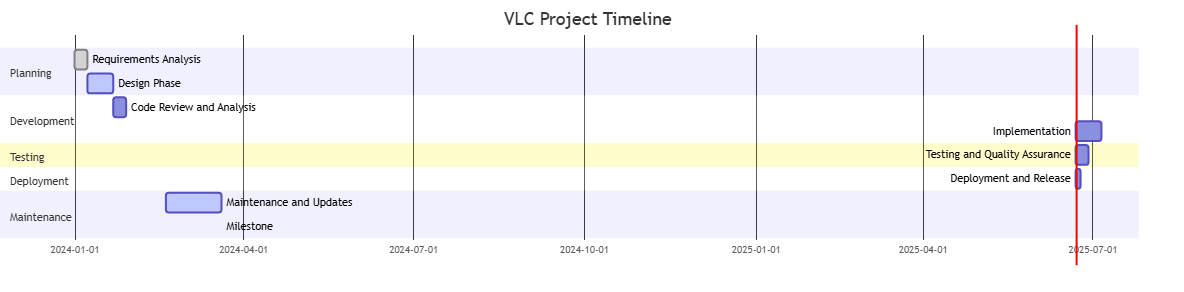 VLC Project Timeline
Planning
Requirements Analysis
Design Phase
Development
Code Review and Analysis
Implementation
Testing
Testing and Quality Assurance
Deployment
Deployment and Release
Maintenance
Maintenance and Updates
Milestone
2024-01-01
2024-04-01
2024-07-01
2024-10-01
2025-01-01
2025-04-01
2025-07-01